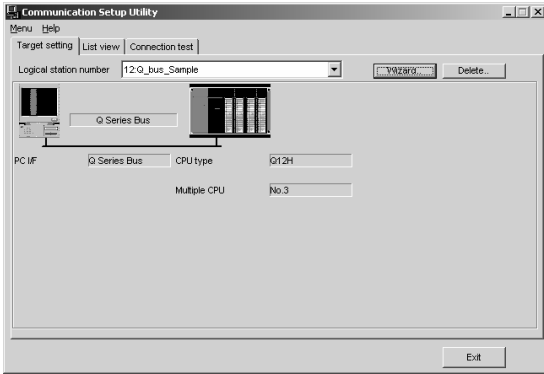 Communication Setup Utility
Menu Help
Target setting List view Connection test
Logical station number 12:Q_bus_Sample Wizard... Delete..
Q Series Bus
PC I/F Q Series Bus CPU type Q12H
Multiple CPU No.3
Exit